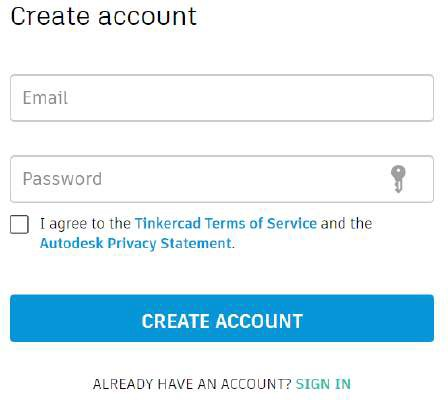 Create account
Email
Password
I agree to the Tinkercad Terms of Service and the
Autodesk Privacy Statement.
CREATE ACCOUNT
ALREADY HAVE AN ACCOUNT? SIGN IN